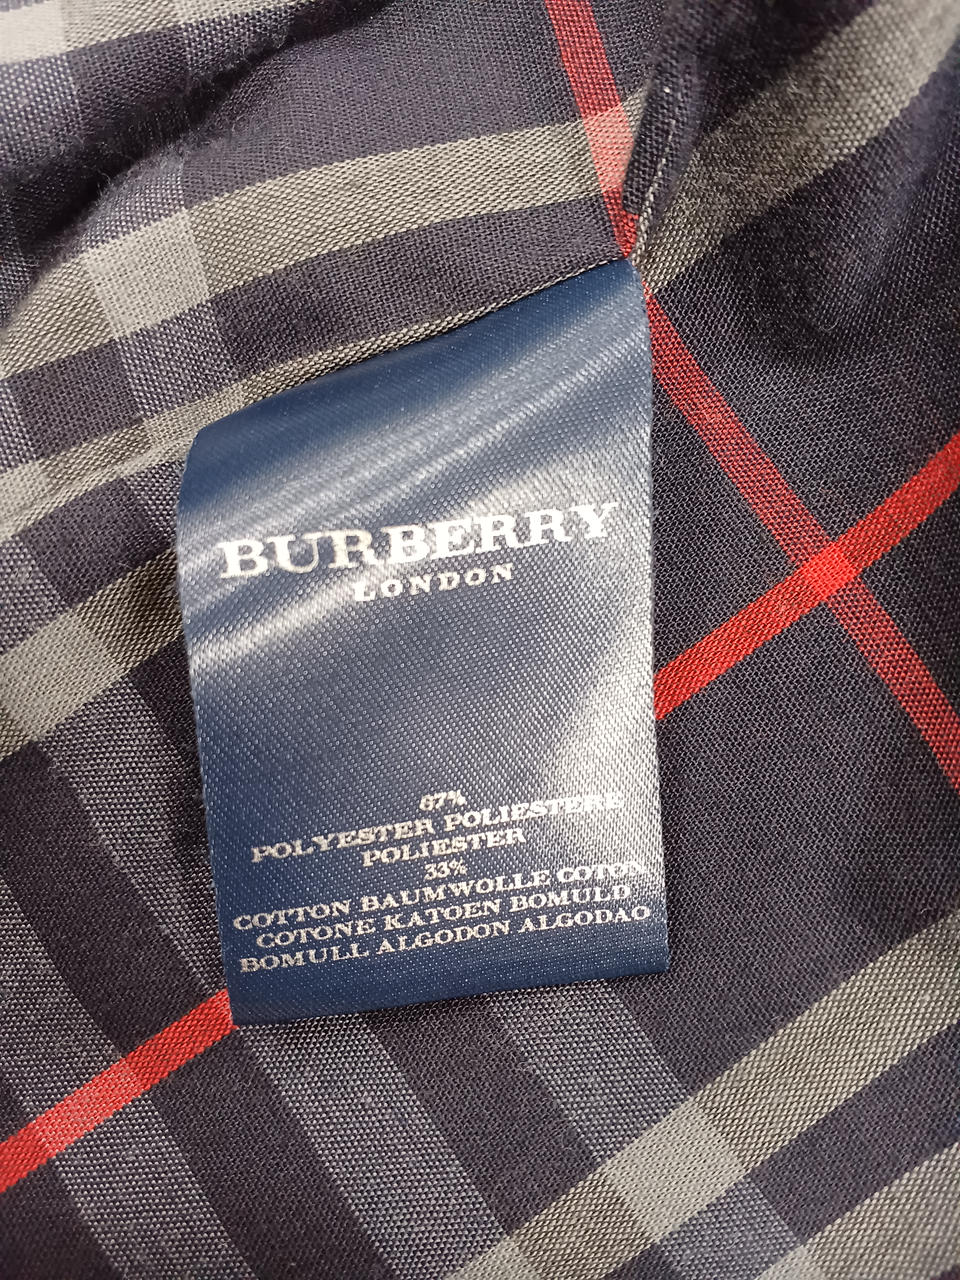 BURBERRY
LONDON
67%
POLYESTER POLIESTERE
POLIESTER
33%
COTTON BAUMWOLLE COTON
COTONE KATOEN BOMULD
BOMULL ALGODON ALGODAO